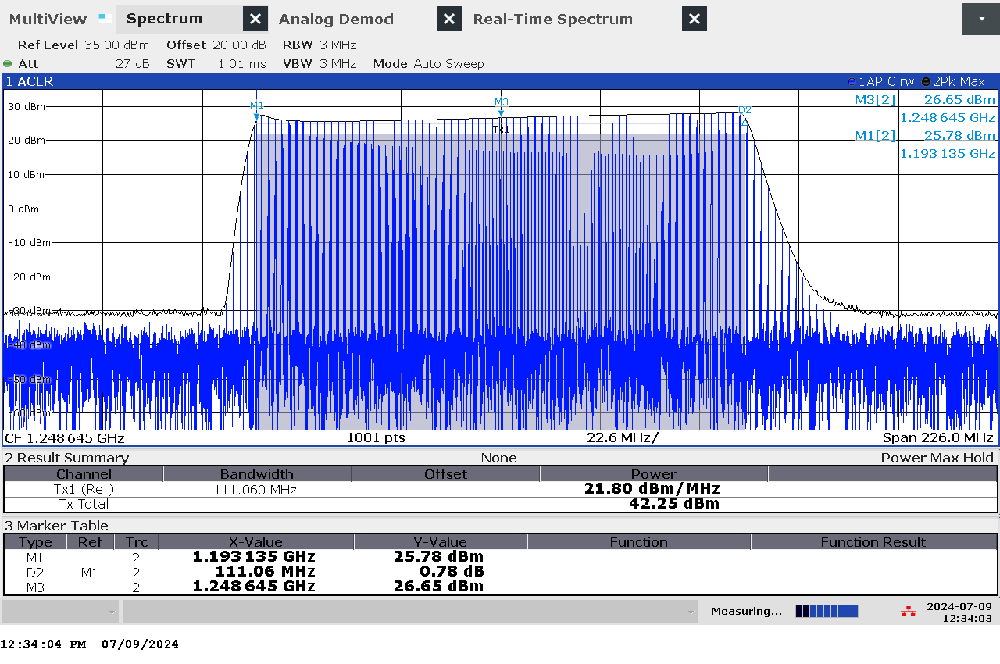 MultiView Spectrum Analog Demod Real-Time Spectrum
Ref Level 35.00 dBm Offset 20.00 dB RBW 3 MHz
Att 27 dB SWT 1.01 ms VBW 3 MHz Mode Auto Sweep
1 ACLR 1AP Clrw 2Pk Max
M3[2] 26.65 dBm
1.248 645 GHz
M1[2] 25.78 dBm
1.193 135 GHz
M1
M3
D2
Tx1
30 dBm
20 dBm
10 dBm
0 dBm
-10 dBm
-20 dBm
-30 dBm
-40 dBm
-50 dBm
-60 dBm
CF 1.248 645 GHz 1001 pts 22.6 MHz/ Span 226.0 MHz
2 Result Summary None Power Max Hold
Channel Bandwidth Offset Power
Tx1 (Ref) 111.060 MHz 21.80 dBm/MHz
Tx Total 42.25 dBm
3 Marker Table
Type Ref Trc X-Value Y-Value Function Function Result
M1 2 1.193 135 GHz 25.78 dBm
D2 M1 2 111.06 MHz 0.78 dB
M3 2 1.248 645 GHz 26.65 dBm
Measuring... 2024-07-09
12:34:03
12:34:04 PM 07/09/2024